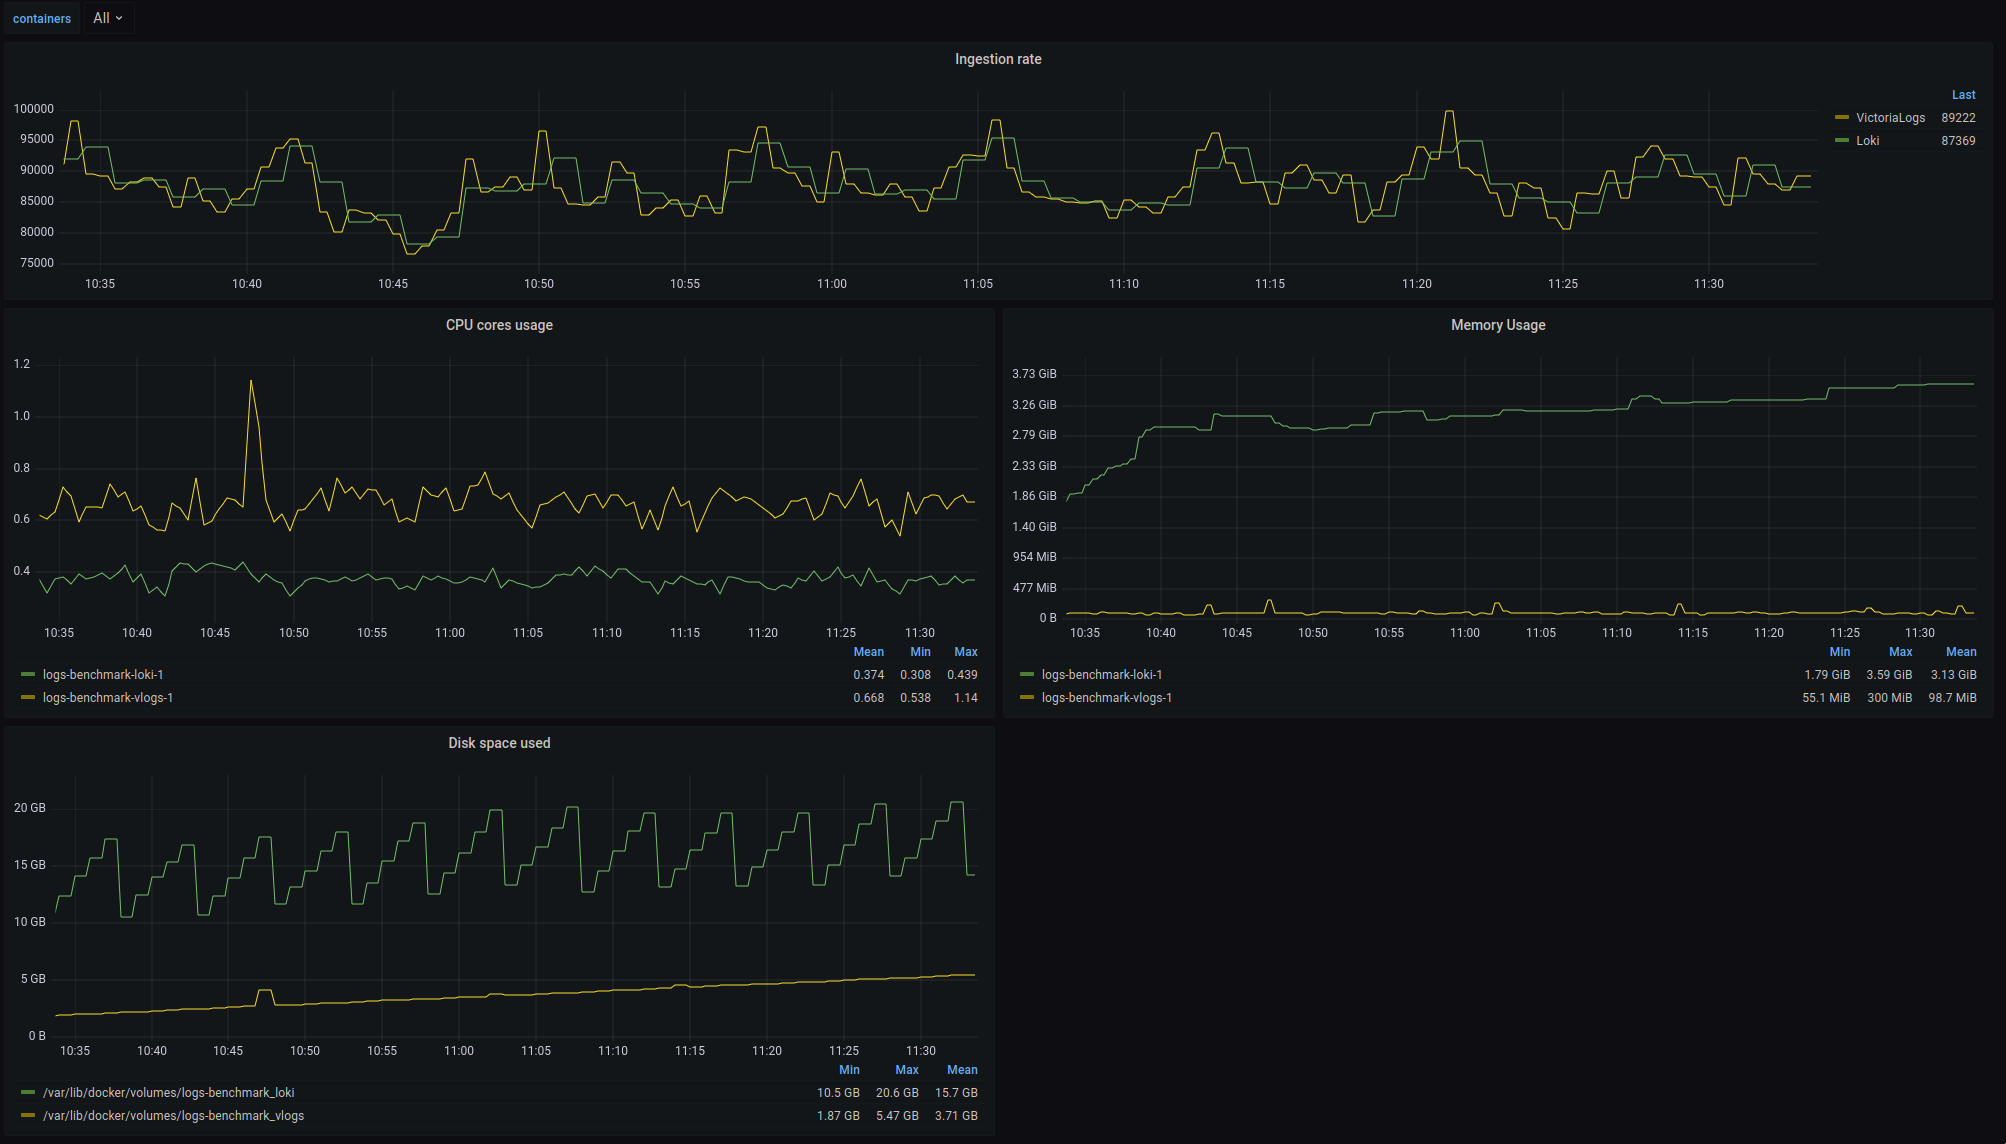 containers All
Ingestion rate
100000
95000
90000
85000
80000
75000
10:35 10:40 10:45 10:50 10:55 11:00 11:05 11:10 11:15 11:20 11:25 11:30
Last
VictoriaLogs 89222
Loki 87369
CPU cores usage
1.2
1.0
0.8
0.6
0.4
10:35 10:40 10:45 10:50 10:55 11:00 11:05 11:10 11:15 11:20 11:25 11:30
Mean Min Max
logs-benchmark-loki-1 0.374 0.308 0.439
logs-benchmark-vlogs-1 0.668 0.538 1.14
Memory Usage
3.73 GiB
3.26 GiB
2.79 GiB
2.33 GiB
1.86 GiB
1.40 GiB
954 MiB
477 MiB
0 B
10:35 10:40 10:45 10:50 10:55 11:00 11:05 11:10 11:15 11:20 11:25 11:30
Min Max Mean
logs-benchmark-loki-1 1.79 GiB 3.59 GiB 3.13 GiB
logs-benchmark-vlogs-1 55.1 MiB 300 MiB 98.7 MiB
Disk space used
20 GB
15 GB
10 GB
5 GB
0 B
10:35 10:40 10:45 10:50 10:55 11:00 11:05 11:10 11:15 11:20 11:25 11:30
Min Max Mean
/var/lib/docker/volumes/logs-benchmark_loki 10.5 GB 20.6 GB 15.7 GB
/var/lib/docker/volumes/logs-benchmark_vlogs 1.87 GB 5.47 GB 3.71 GB